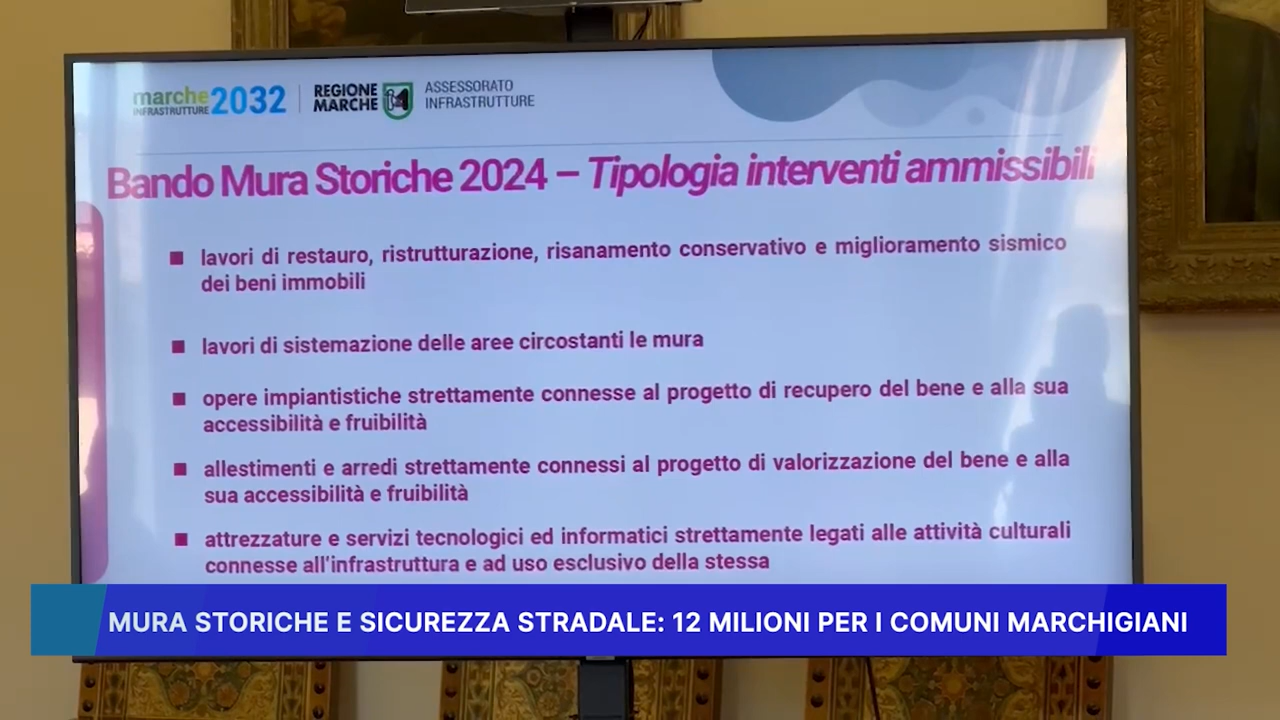 marche 2032
INFRASTRUTTURE
REGIONE
MARCHE
ASSESSORATO
INFRASTRUTTURE
Bando Mura Storiche 2024 – Tipologia interventi ammissibili
lavori di restauro, ristrutturazione, risanamento conservativo e miglioramento sismico
dei beni immobili
lavori di sistemazione delle aree circostanti le mura
opere impiantistiche strettamente connesse al progetto di recupero del bene e alla sua
accessibilità e fruibilità
allestimenti e arredi strettamente connessi al progetto di valorizzazione del bene e alla
sua accessibilità e fruibilità
attrezzature e servizi tecnologici ed informatici strettamente legati alle attività culturali
connesse all'infrastruttura e ad uso esclusivo della stessa
MURA STORICHE E SICUREZZA STRADALE: 12 MILIONI PER I COMUNI MARCHIGIANI